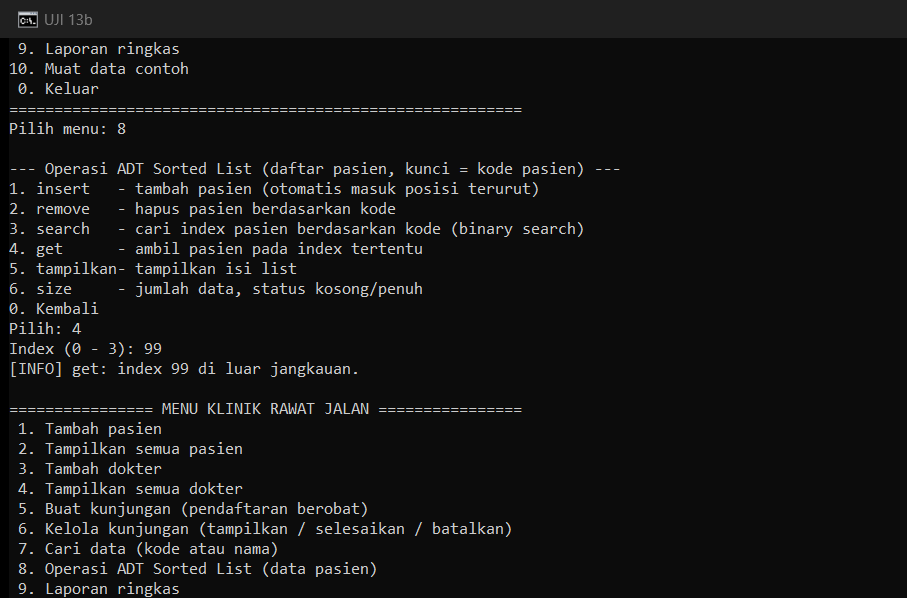 UJI 13b
 9. Laporan ringkas
10. Muat data contoh
 0. Keluar
=========================================================
Pilih menu: 8

--- Operasi ADT Sorted List (daftar pasien, kunci = kode pasien) ---
1. insert   - tambah pasien (otomatis masuk posisi terurut)
2. remove   - hapus pasien berdasarkan kode
3. search   - cari index pasien berdasarkan kode (binary search)
4. get      - ambil pasien pada index tertentu
5. tampilkan- tampilkan isi list
6. size     - jumlah data, status kosong/penuh
0. Kembali
Pilih: 4
Index (0 - 3): 99
[INFO] get: index 99 di luar jangkauan.

================ MENU KLINIK RAWAT JALAN ================
 1. Tambah pasien
 2. Tampilkan semua pasien
 3. Tambah dokter
 4. Tampilkan semua dokter
 5. Buat kunjungan (pendaftaran berobat)
 6. Kelola kunjungan (tampilkan / selesaikan / batalkan)
 7. Cari data (kode atau nama)
 8. Operasi ADT Sorted List (data pasien)
 9. Laporan ringkas